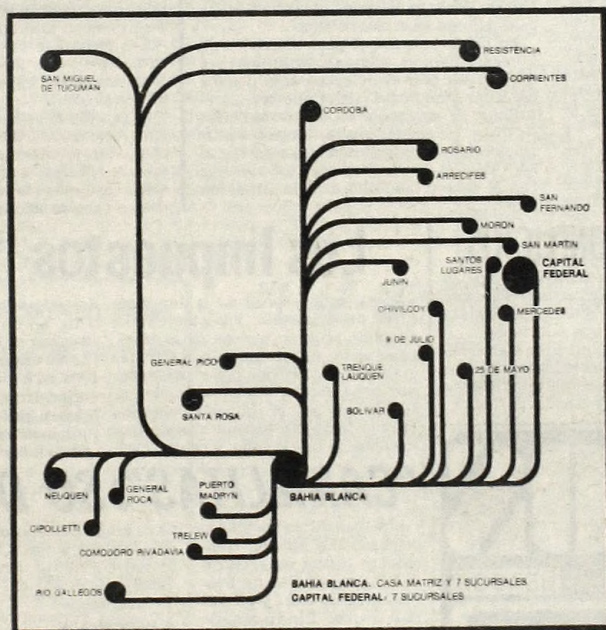 RESISTENCIA
SAN MIGUEL
DE TUCUMAN
CORRIENTES
CORDOBA
ROSARIO
ARRECIFES
SAN
FERNANDO
MORON
SAN MARTIN
SANTOS
LUGARES
CAPITAL
FEDERAL
JUNIN
CHIVILCOY
MERCEDES
9 DE JULIO
GENERAL PICO
TRENQUE
LAUQUEN
25 DE MAYO
SANTA ROSA
BOLIVAR
NEUQUEN
GENERAL
ROCA
PUERTO
MADRYN
BAHIA BLANCA
CIPOLLETTI
TRELEW
COMODORO RIVADAVIA
RIO GALLEGOS
BAHIA BLANCA: CASA MATRIZ Y 7 SUCURSALES
CAPITAL FEDERAL: 7 SUCURSALES